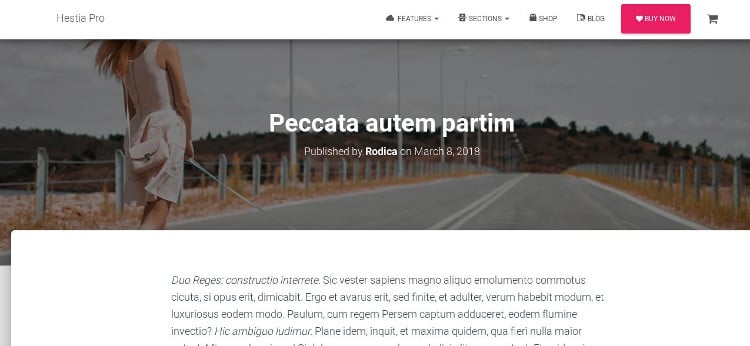 Hestia Pro
FEATURES
SECTIONS
SHOP
BLOG
BUY NOW
Peccata autem partim
Published by Rodica on March 8, 2018
Duo Reges: constructio interrete. Sic vester sapiens magno aliquo emolumento commotus
cicuta, si opus erit, dimicabit. Ergo et avarus erit, sed finite, et adulter, verum habebit modum, et
luxuriosus eodem modo. Paulum, cum regem Persem captum adduceret, eodem flumine
invectio? Hic ambiguo ludimur. Plane idem, inquit, et maxima quidem, qua fieri nulla maior